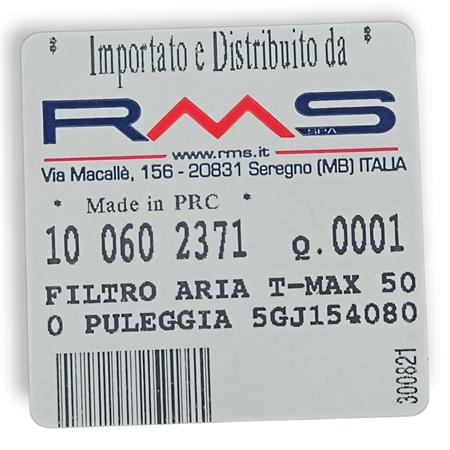 * Importato e Distribuito da *
RMS
SPA
www.rms.it
Via Macallè, 156 - 20831 Seregno (MB) ITALIA
* Made in PRC *
10 060 2371 Q.0001
FILTRO ARIA T-MAX 50
0 PULEGGIA 5GJ154080
300821